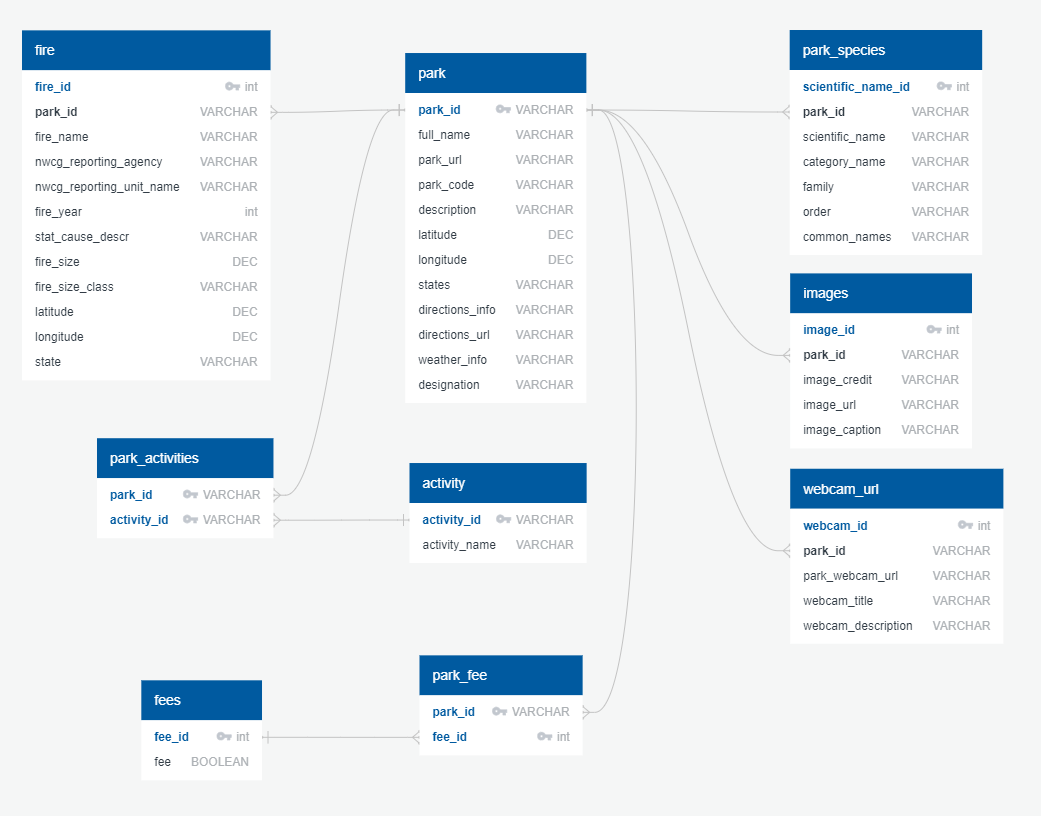 fire
fire_id int
park_id VARCHAR
fire_name VARCHAR
nwcg_reporting_agency VARCHAR
nwcg_reporting_unit_name VARCHAR
fire_year int
stat_cause_descr VARCHAR
fire_size DEC
fire_size_class VARCHAR
latitude DEC
longitude DEC
state VARCHAR
park
park_id VARCHAR
full_name VARCHAR
park_url VARCHAR
park_code VARCHAR
description VARCHAR
latitude DEC
longitude DEC
states VARCHAR
directions_info VARCHAR
directions_url VARCHAR
weather_info VARCHAR
designation VARCHAR
park_species
scientific_name_id int
park_id VARCHAR
scientific_name VARCHAR
category_name VARCHAR
family VARCHAR
order VARCHAR
common_names VARCHAR
images
image_id int
park_id VARCHAR
image_credit VARCHAR
image_url VARCHAR
image_caption VARCHAR
park_activities
park_id VARCHAR
activity_id VARCHAR
activity
activity_id VARCHAR
activity_name VARCHAR
webcam_url
webcam_id int
park_id VARCHAR
park_webcam_url VARCHAR
webcam_title VARCHAR
webcam_description VARCHAR
fees
fee_id int
fee BOOLEAN
park_fee
park_id VARCHAR
fee_id int